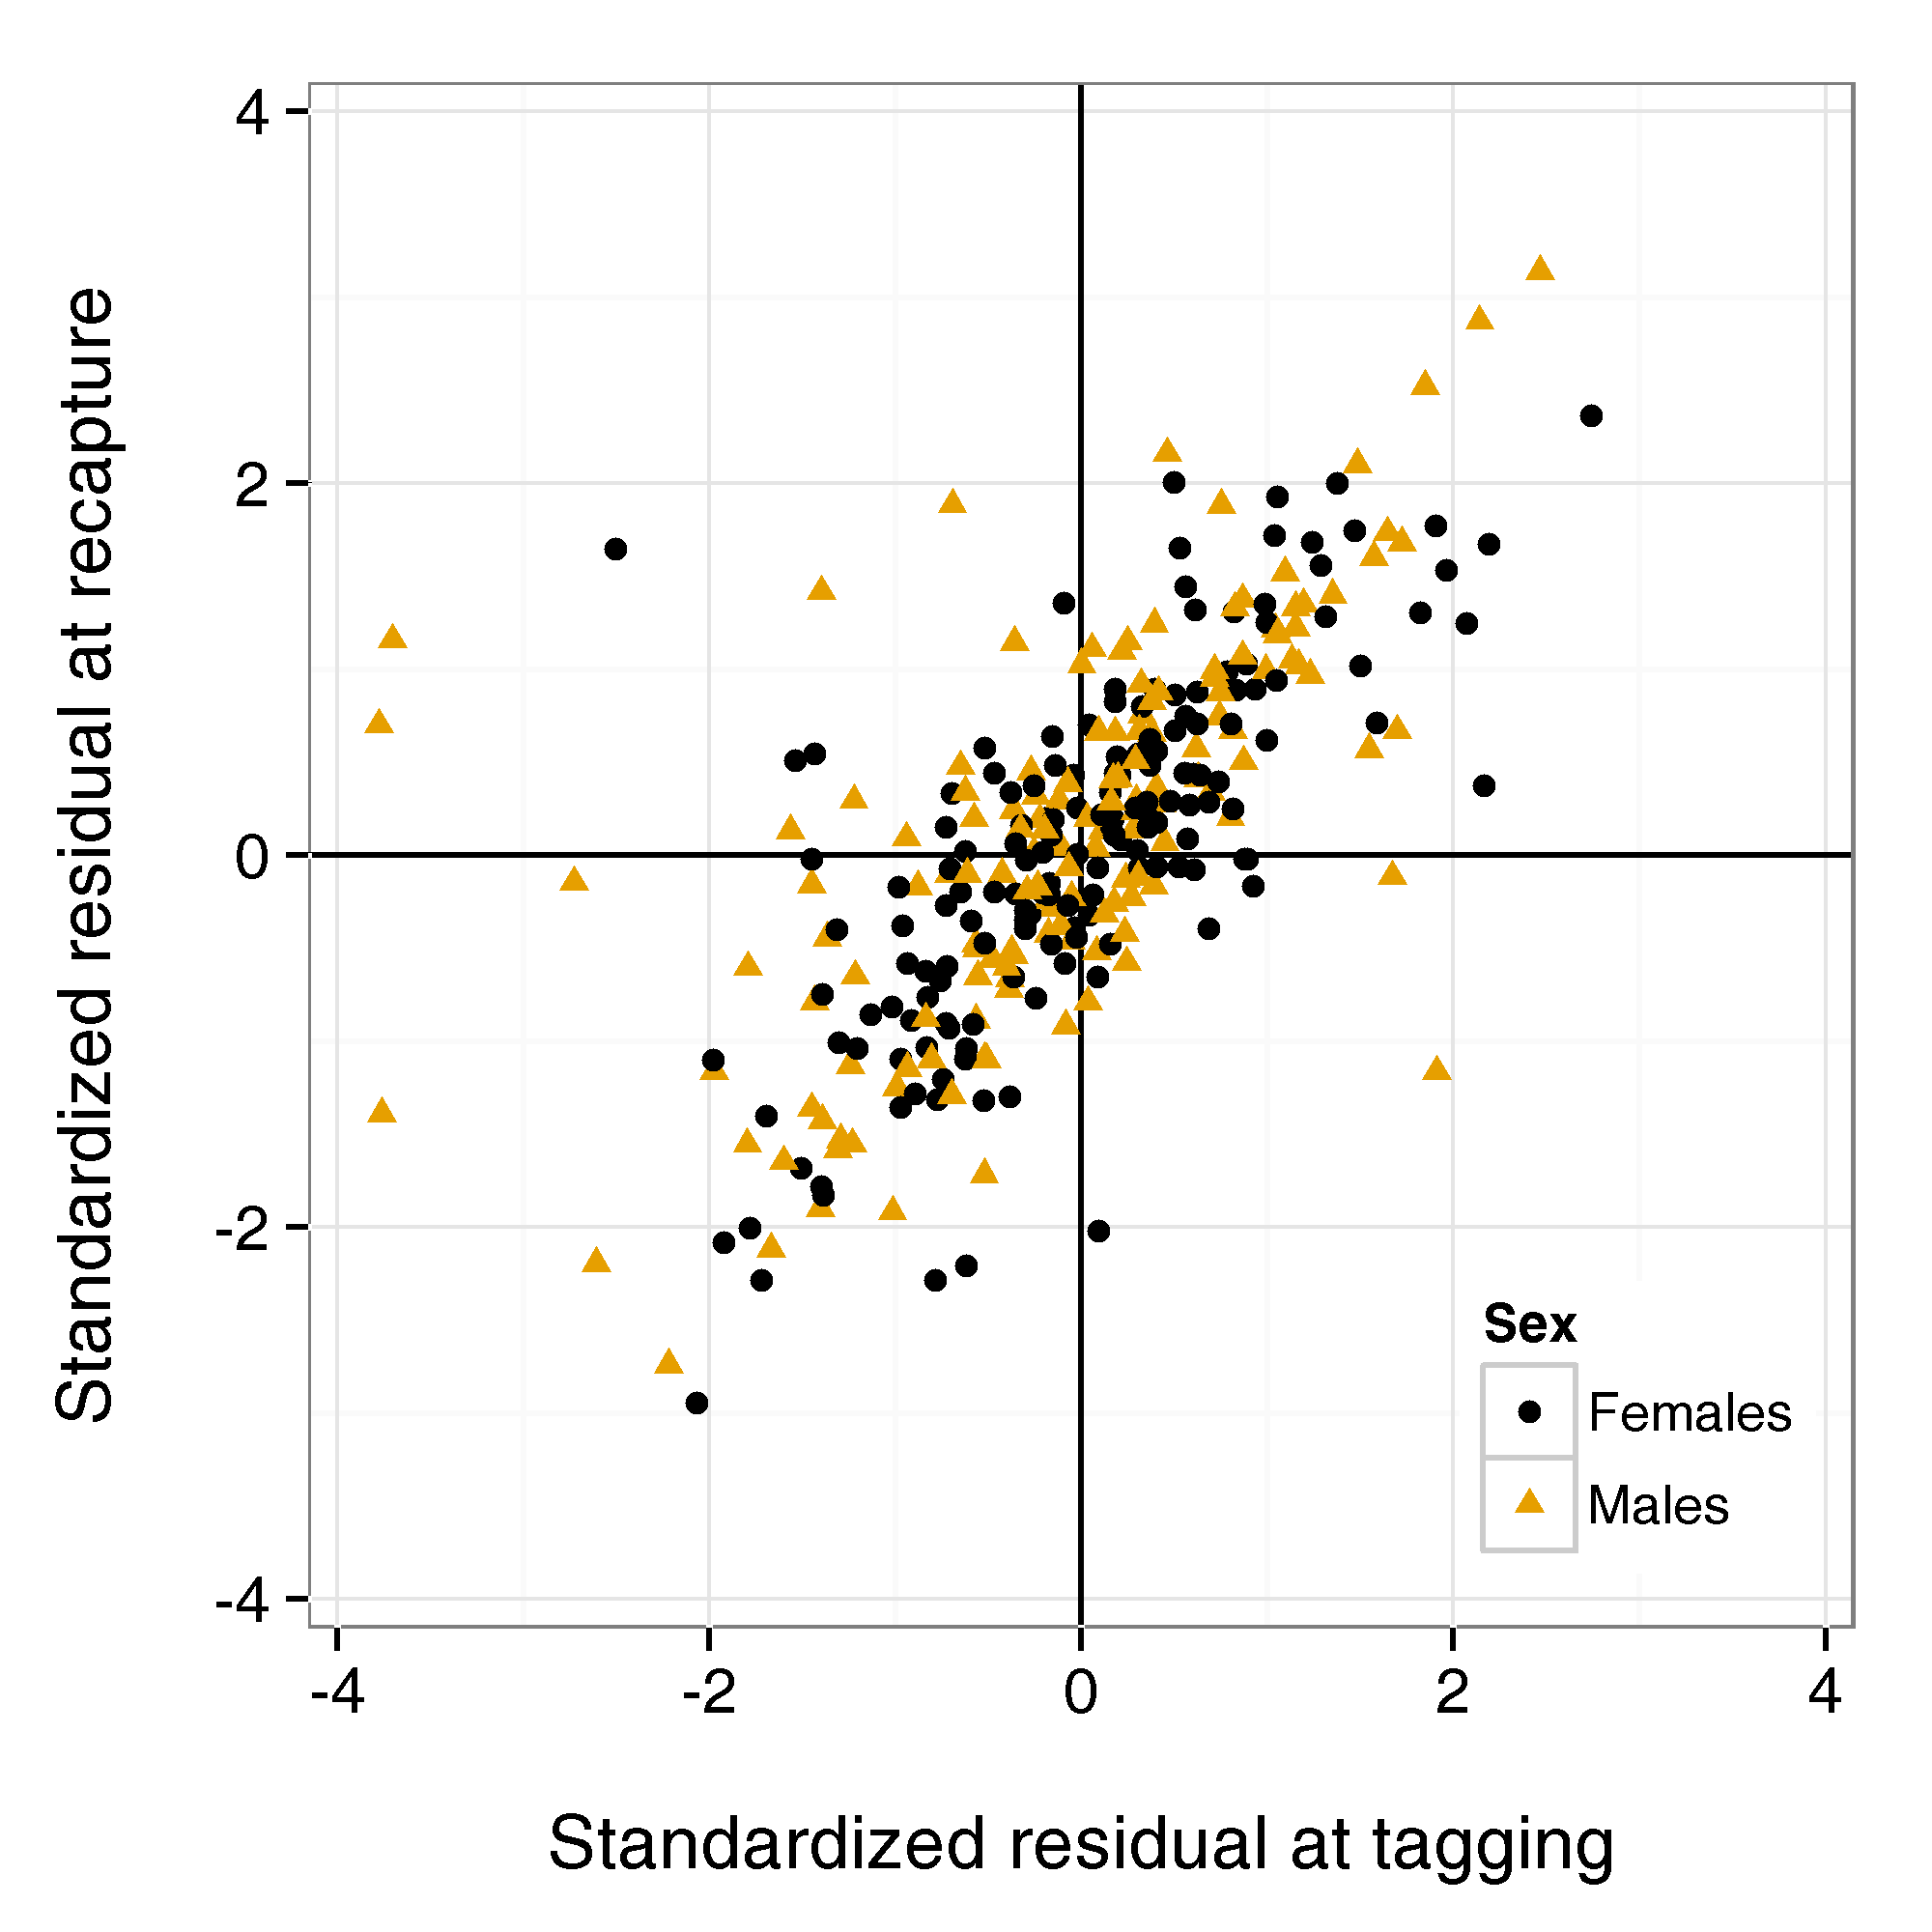 Standardized residual at recapture
4
2
0
-2
-4
Sex
Females
Males
-4 -2 0 2 4
Standardized residual at tagging